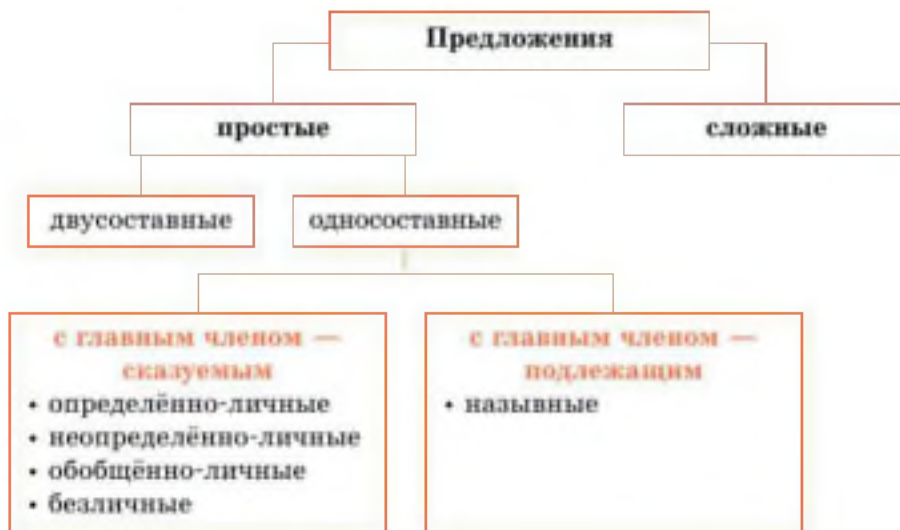 Предложения
простые
сложные
двусоставные
односоставные
с главным членом —
сказуемым
• определённо-личные
• неопределённо-личные
• обобщённо-личные
• безличные
с главным членом —
подлежащим
• назывные